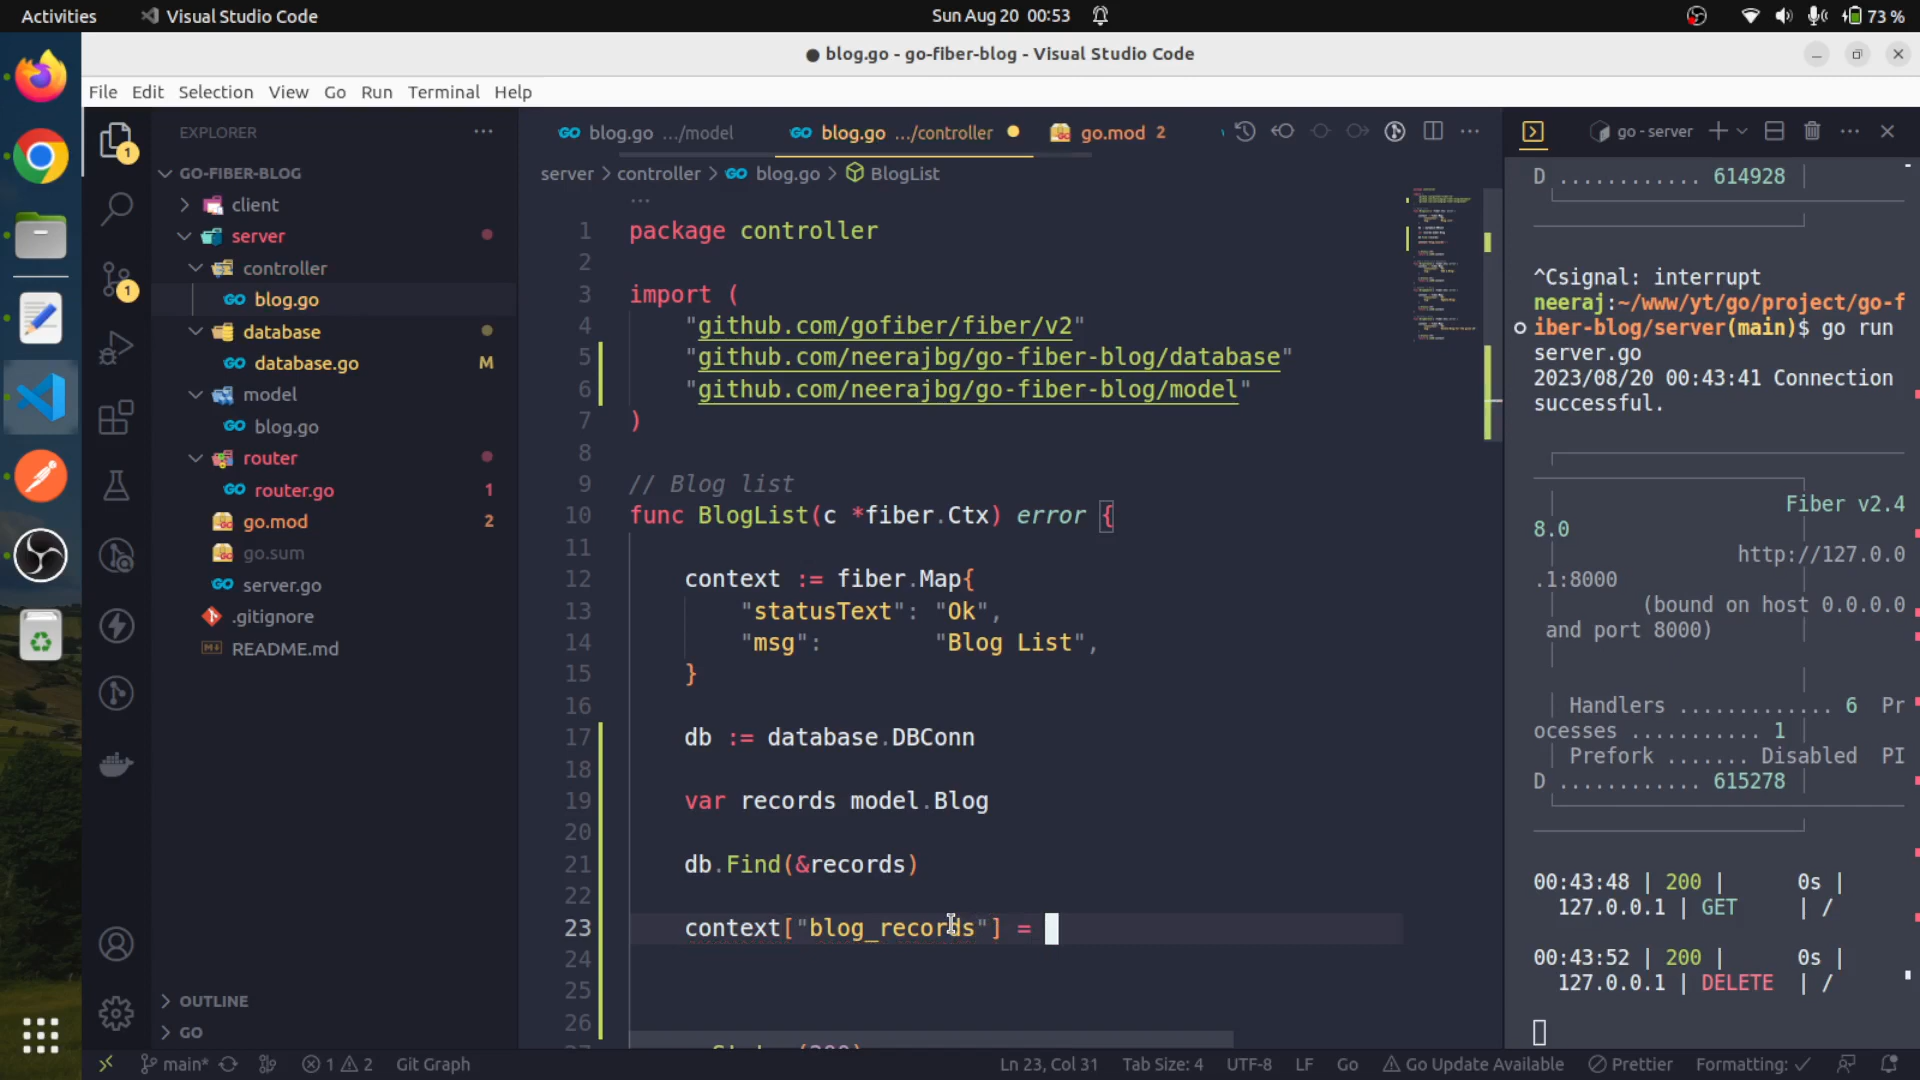 Activities
Visual Studio Code
Sun Aug 20 00:53
73 %
● blog.go - go-fiber-blog - Visual Studio Code
File Edit Selection View Go Run Terminal Help
EXPLORER
GO-FIBER-BLOG
client
server
controller
blog.go
database
database.go M
model
blog.go
router
router.go 1
go.mod 2
go.sum
server.go
.gitignore
README.md
OUTLINE
GO
1
1
blog.go .../model
blog.go .../controller
go.mod 2
server > controller > blog.go > BlogList
...
1 package controller
2
3 import (
4 "github.com/gofiber/fiber/v2"
5 "github.com/neerajbg/go-fiber-blog/database"
6 "github.com/neerajbg/go-fiber-blog/model"
7 )
8
9 // Blog list
10 func BlogList(c *fiber.Ctx) error {
11
12 context := fiber.Map{
13 "statusText": "Ok",
14 "msg": "Blog List",
15 }
16
17 db := database.DBConn
18
19 var records model.Blog
20
21 db.Find(&records)
22
23 context["blog_records"] =
24
25
26
go - server
D ............ 614928
^Csignal: interrupt
neeraj:~/www/yt/go/project/go-f
iber-blog/server(main)$ go run
server.go
2023/08/20 00:43:41 Connection
successful.
Fiber v2.4
8.0
http://127.0.0
.1:8000
(bound on host 0.0.0.0
and port 8000)
Handlers ............. 6 Pr
ocesses ........... 1
Prefork ....... Disabled PI
D ............ 615278
00:43:48 | 200 | 0s |
127.0.0.1 | GET | /
00:43:52 | 200 | 0s |
127.0.0.1 | DELETE | /
main*
1 2
Git Graph
Ln 23, Col 31
Tab Size: 4
UTF-8
LF
Go
Go Update Available
Prettier
Formatting: ✓